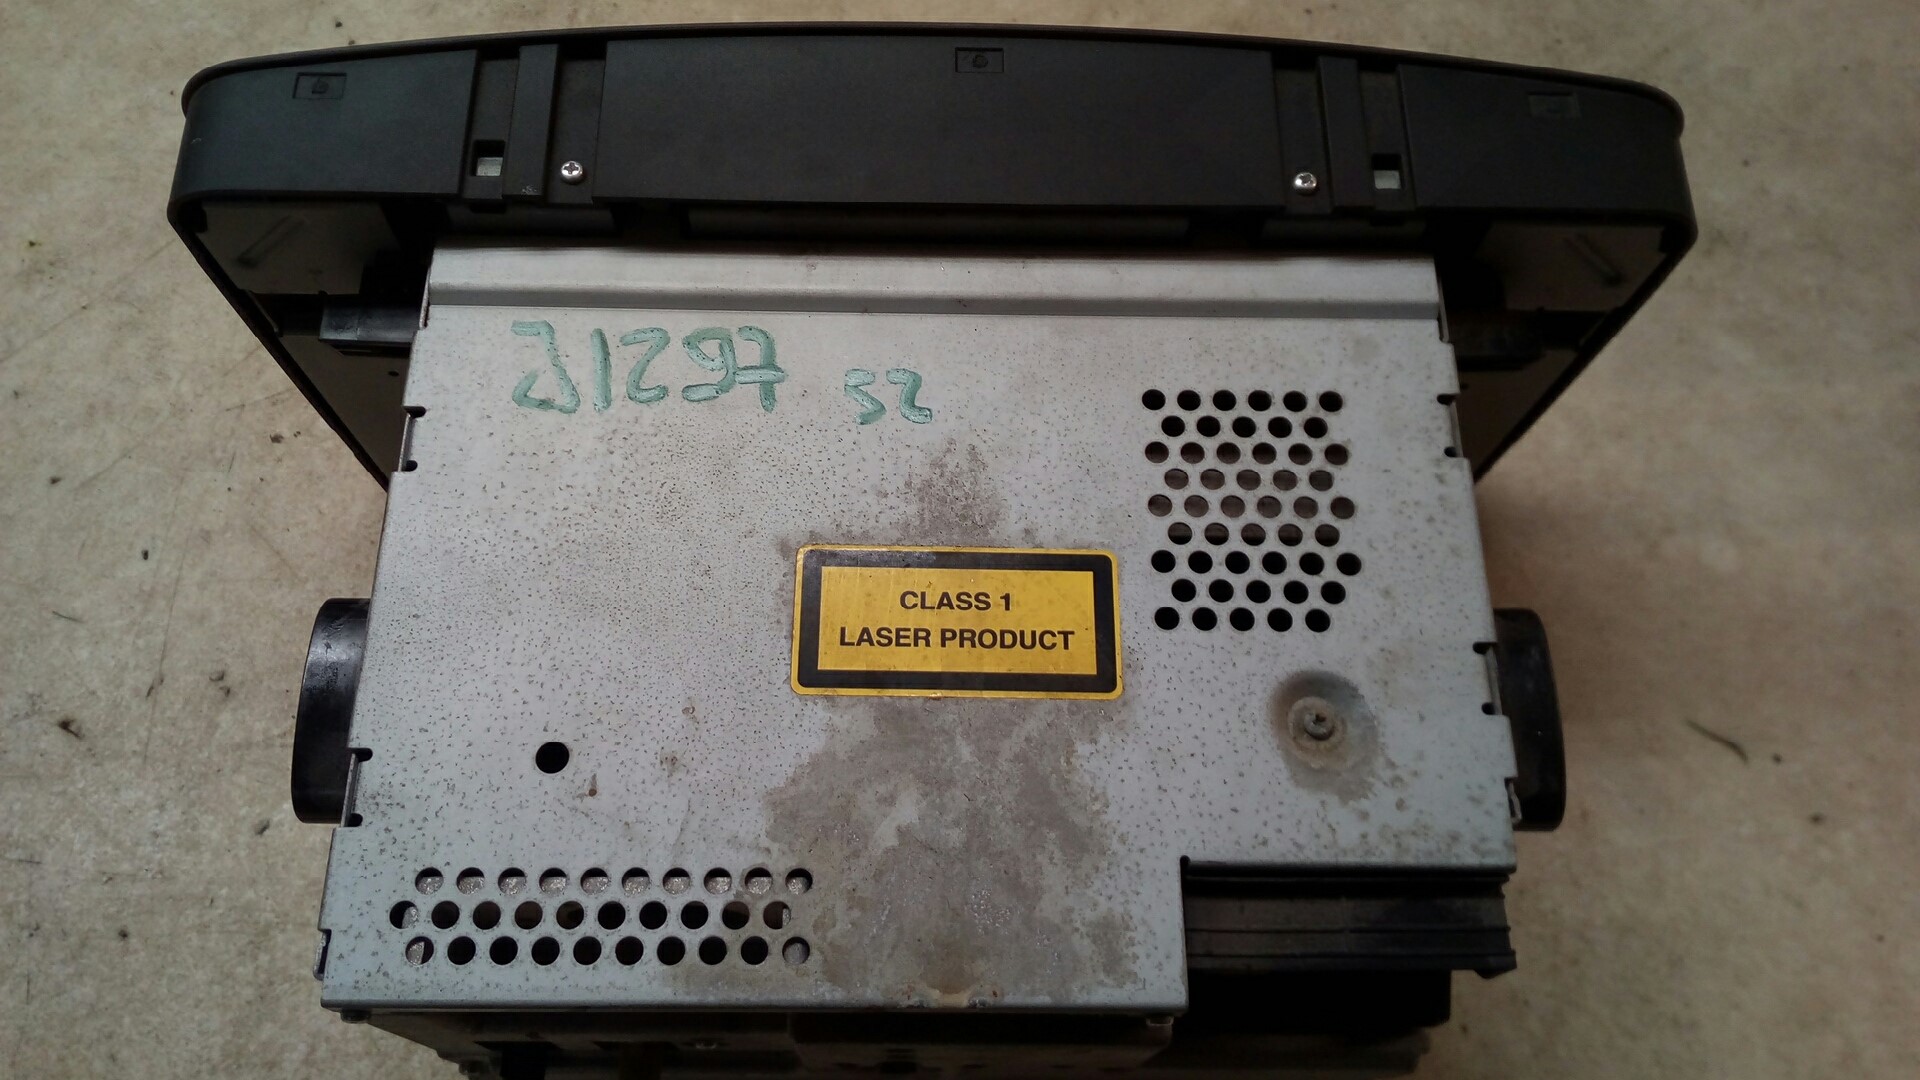 J1297 52
CLASS 1
LASER PRODUCT